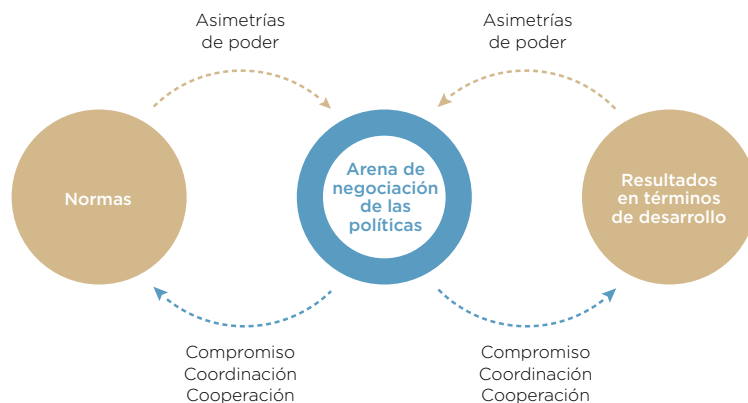 Asimetrías
de poder
Asimetrías
de poder
Normas
Arena de
negociación
de las
políticas
Resultados
en términos
de desarrollo
Compromiso
Coordinación
Cooperación
Compromiso
Coordinación
Cooperación